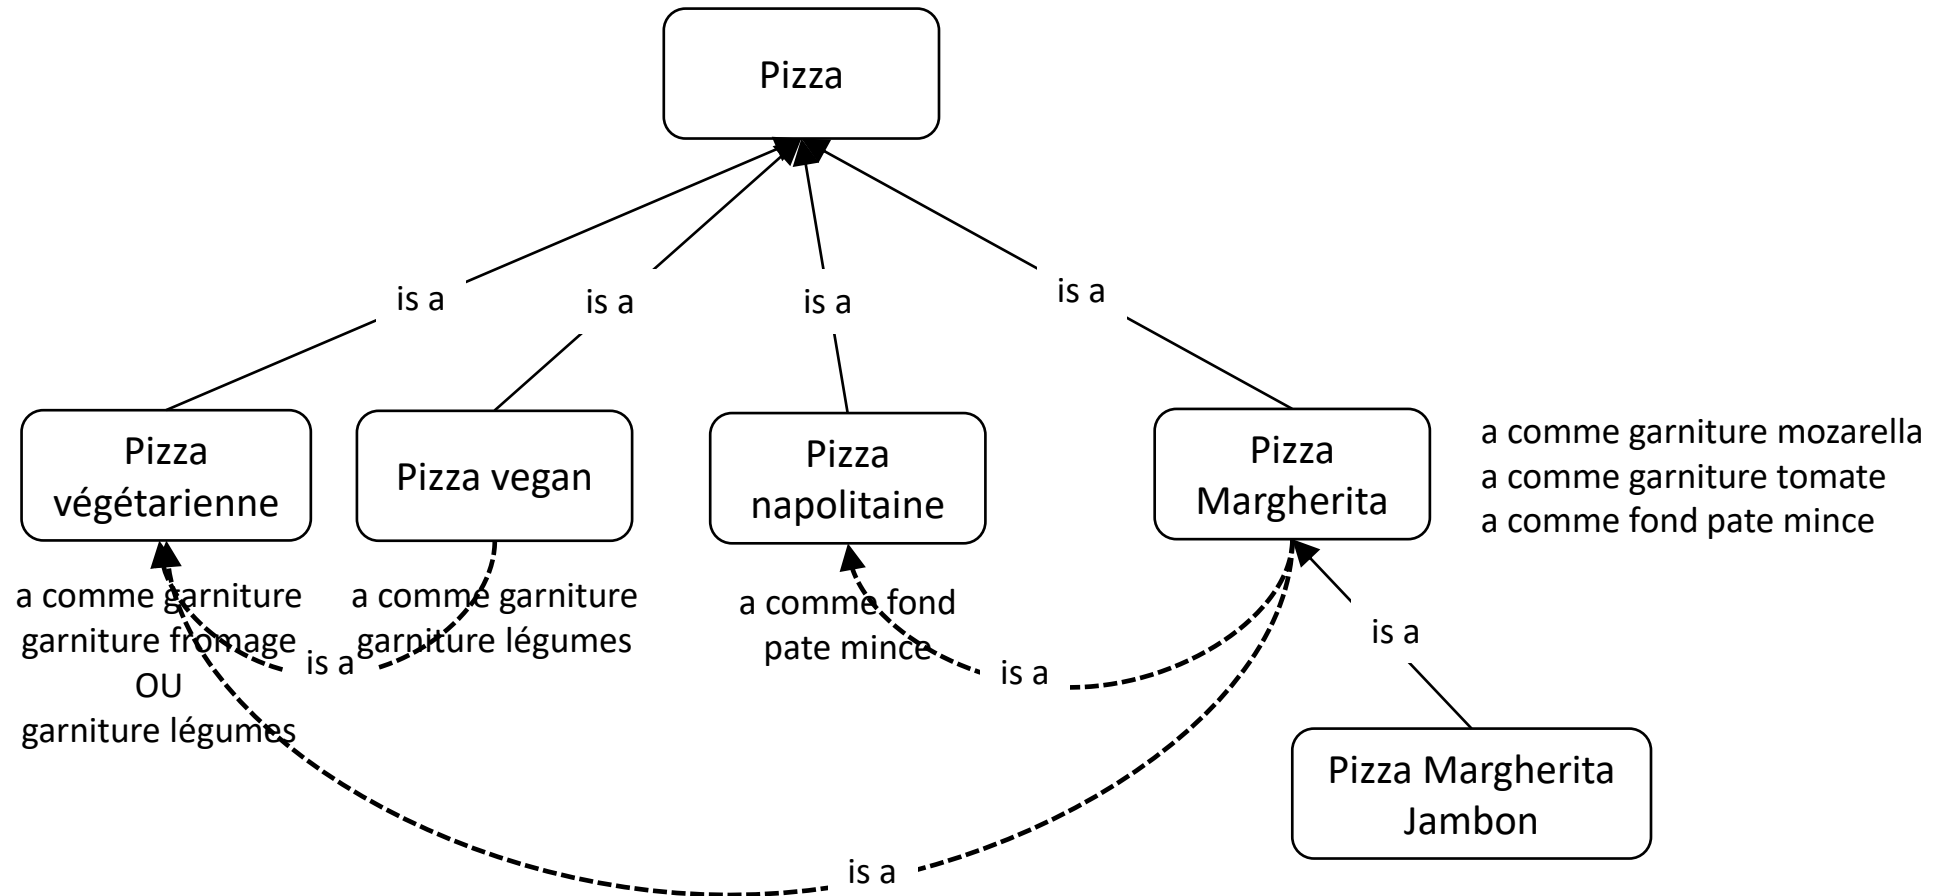 Pizza
is a
is a
is a
is a
Pizza
végétarienne
Pizza vegan
Pizza
napolitaine
Pizza
Margherita
a comme garniture mozarella
a comme garniture tomate
a comme fond pate mince
a comme garniture
garniture fromage
OU
garniture légumes
a comme garniture
garniture légumes
a comme fond
pate mince
is a
is a
is a
Pizza Margherita
Jambon
is a